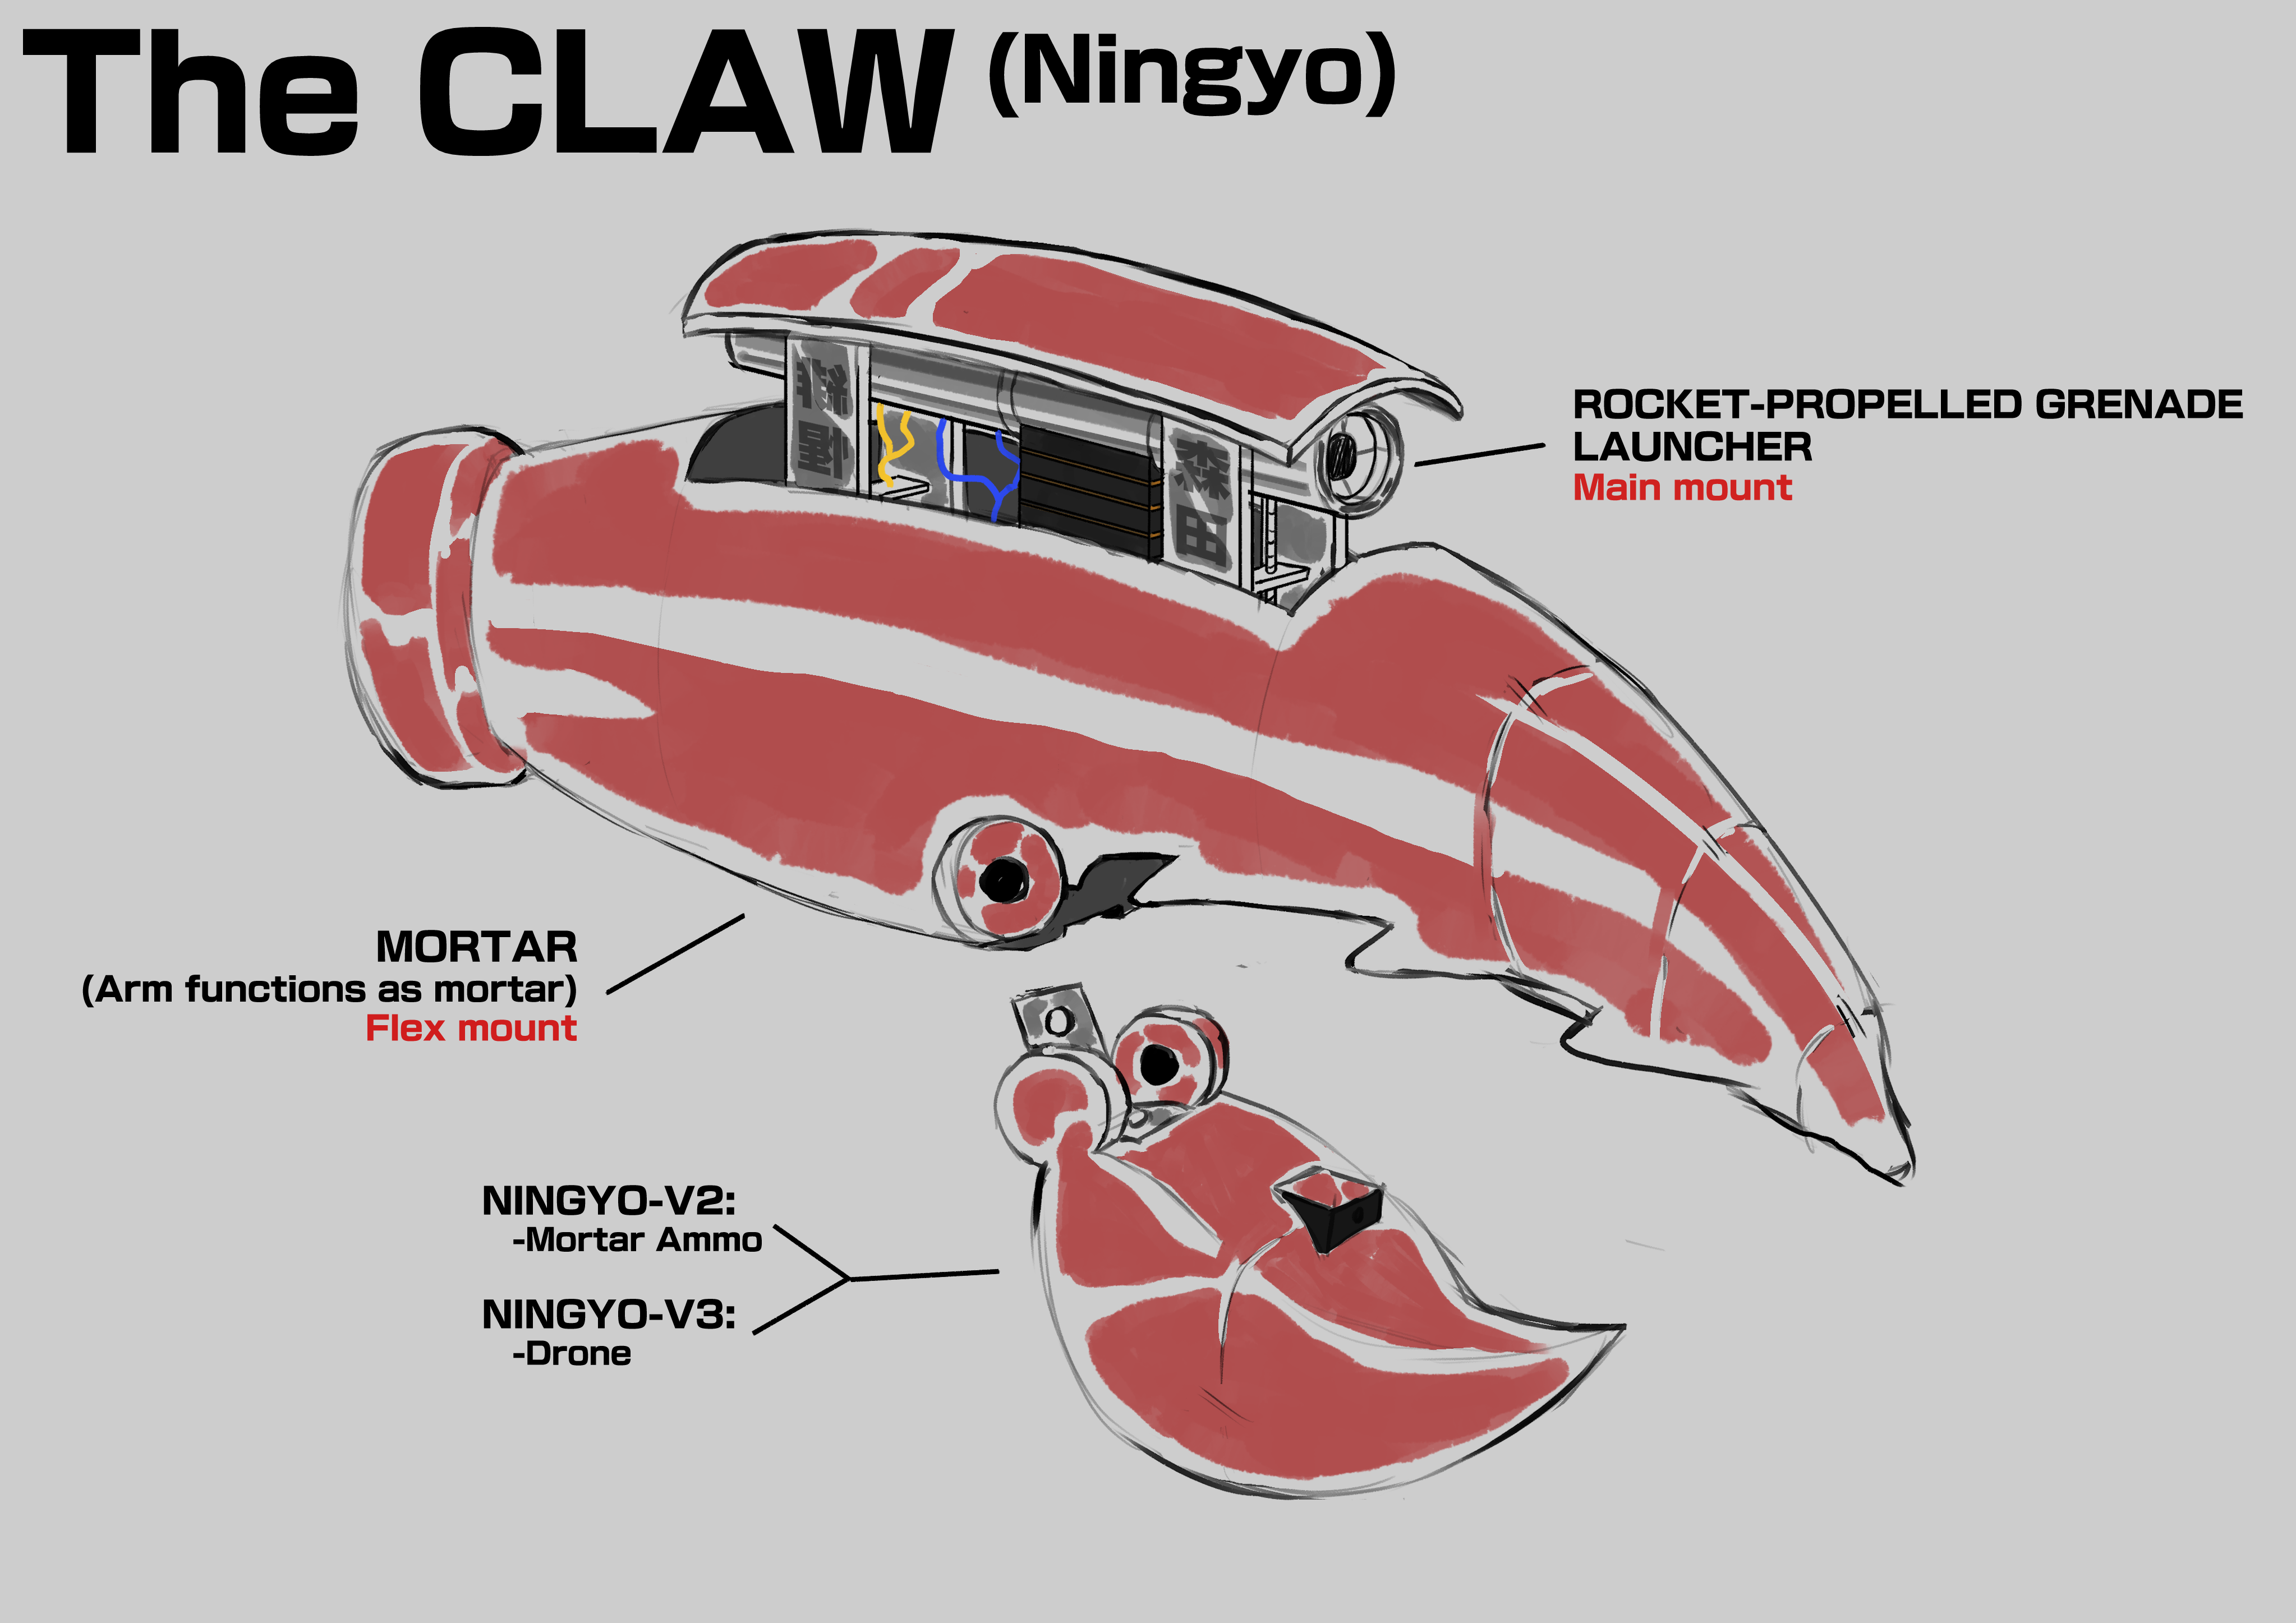 The CLAW (Ningyo)
ROCKET-PROPELLED GRENADE
LAUNCHER
Main mount
森田
MORTAR
(Arm functions as mortar)
Flex mount
NINGYO-V2:
-Mortar Ammo
NINGYO-V3:
-Drone